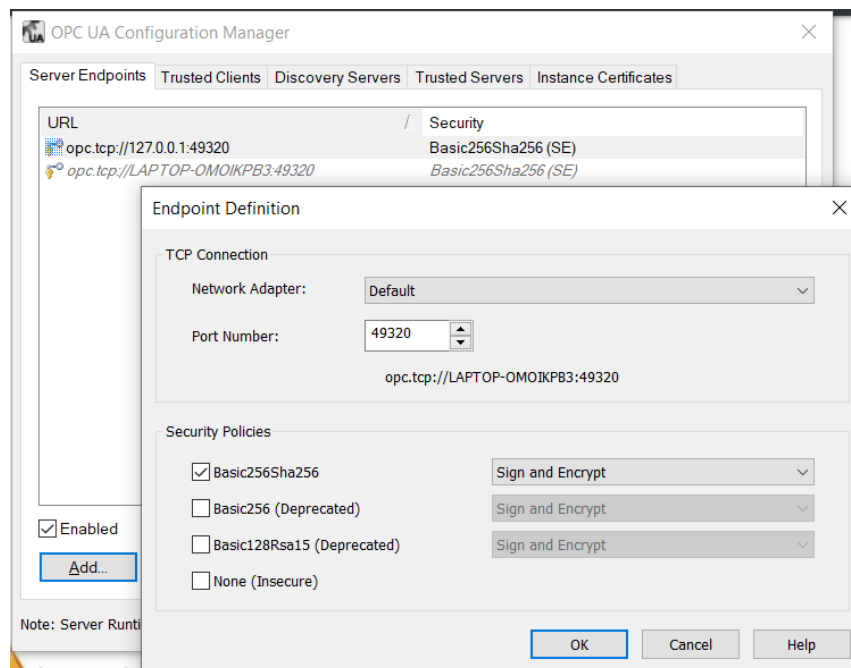 OPC UA Configuration Manager
Server Endpoints Trusted Clients Discovery Servers Trusted Servers Instance Certificates
URL Security
opc.tcp://127.0.0.1:49320 Basic256Sha256 (SE)
opc.tcp://LAPTOP-OMOIKPB3:49320 Basic256Sha256 (SE)
Endpoint Definition
TCP Connection
Network Adapter: Default
Port Number: 49320
opc.tcp://LAPTOP-OMOIKPB3:49320
Security Policies
Basic256Sha256 Sign and Encrypt
Basic256 (Deprecated) Sign and Encrypt
Basic128Rsa15 (Deprecated) Sign and Encrypt
None (Insecure)
Enabled
Add...
Note: Server Runti
OK Cancel Help